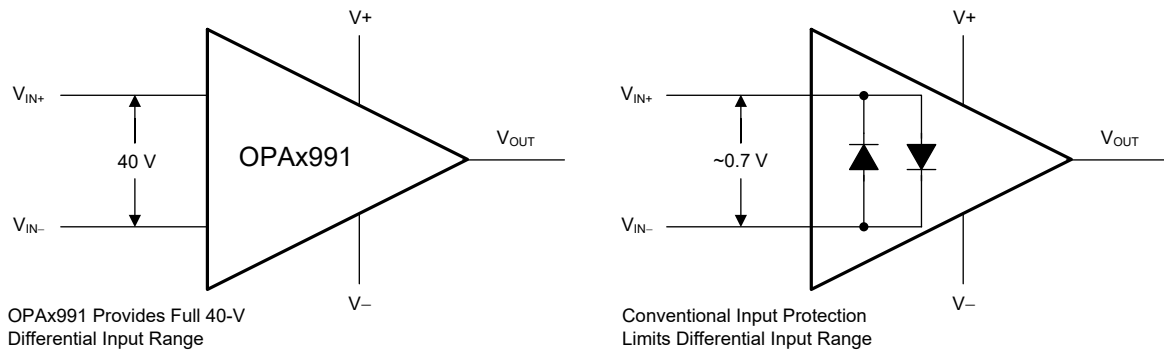 V+
VIN+
40 V
OPAx991
VOUT
VIN–
V–
OPAx991 Provides Full 40-V
Differential Input Range
V+
VIN+
~0.7 V
VOUT
VIN–
V–
Conventional Input Protection
Limits Differential Input Range